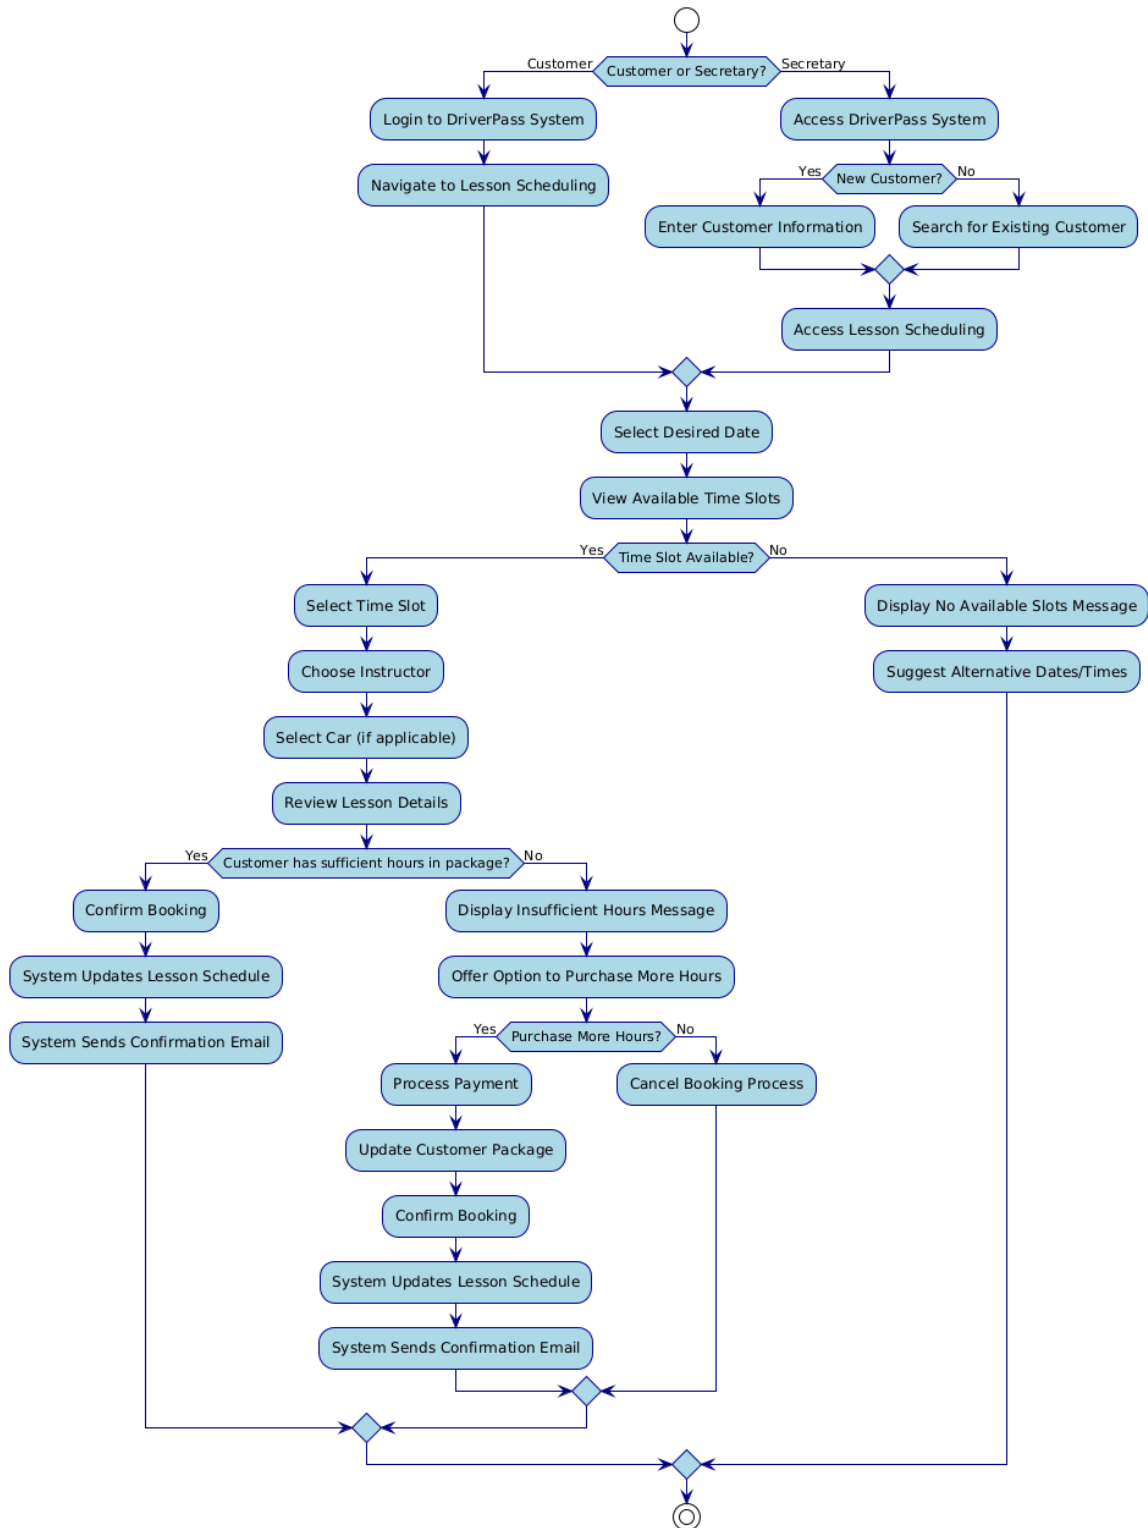 Customer
Customer or Secretary?
Secretary
Login to DriverPass System
Access DriverPass System
Navigate to Lesson Scheduling
Yes
New Customer?
No
Enter Customer Information
Search for Existing Customer
Access Lesson Scheduling
Select Desired Date
View Available Time Slots
Yes
Time Slot Available?
No
Select Time Slot
Display No Available Slots Message
Choose Instructor
Suggest Alternative Dates/Times
Select Car (if applicable)
Review Lesson Details
Yes
Customer has sufficient hours in package?
No
Confirm Booking
Display Insufficient Hours Message
System Updates Lesson Schedule
Offer Option to Purchase More Hours
System Sends Confirmation Email
Yes
Purchase More Hours?
No
Process Payment
Cancel Booking Process
Update Customer Package
Confirm Booking
System Updates Lesson Schedule
System Sends Confirmation Email